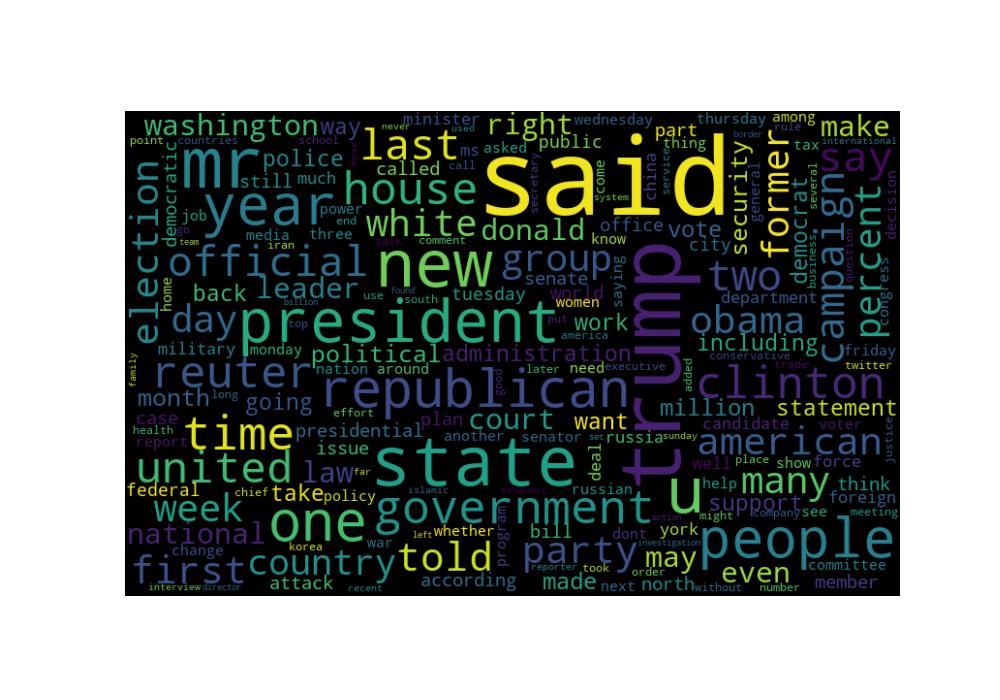 washington way minister right wednesday part thursday among make
point countries never used school
mr police last called ms asked public thing said say
democratic still much move call secretary come system china service security border general former rule tax several international
election year power house white donald office vote city democrat campaign percent decision
job go end team media three iran talk comment know
official leader new group senate saying trump two department business question congress
home back billion use found south tuesday world women
day president put work obama including friday
military monday top political administration america need executive conservative twitter
nation around later added trade
family reuter month long going republican good clinton million statement
effort plan court want candidate voter
case time presidential another senator set russia sunday american justice
health report issue deal well place show force
united law far state russian help many think
federal chief take policy islamic economic u support foreign
week one government program company see meeting
national left whether bill dont york might action people
change korea war told party reporter investigation may committee
first country according took order even member
interview director attack recent made next north without number